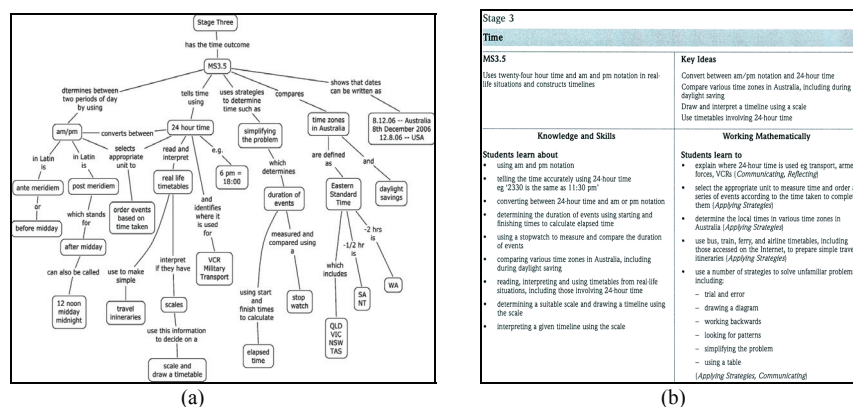 Stage Three
has the time outcome
MS3.5
dtermines between
two periods of day
by using
tells time
using
uses strategies
to determine
time such as
compares
shows that dates
can be written as
am/pm
converts between
24 hour time
simplifying
the problem
time zones
in Australia
8.12.06 -- Australia
8th December 2006
12.8.06 -- USA
in Latin
is
in Latin
is
selects
appropriate
unit to
read and
interpret
e.g.
6 pm =
18:00
which
determines
are defined
as
and
ante meridiem
post meridiem
order events
based on
time taken
real life
timetables
and
identifies
where it
is used
for
duration of
events
Eastern
Standard
Time
daylight
savings
or
before midday
which stands
for
after midday
VCR
Military
Transport
measured and
compared using
a
-1/2 hr
is
-2 hrs
is
can also be called
12 noon
midday
midnight
use to make
simple
travel
inineraries
interpret
if they have
scales
using start
and
finish times
to calculate
stop
watch
which
includes
SA
NT
WA
use this information
to decide on a
scale and
draw a timetable
elapsed
time
QLD
VIC
NSW
TAS
(a)
Stage 3
Time
MS3.5
Uses twenty-four hour time and am and pm notation in real-
life situations and constructs timelines
Key Ideas
Convert between am/pm notation and 24-hour time
Compare various time zones in Australia, including during
daylight saving
Draw and interpret a timeline using a scale
Use timetables involving 24-hour time
Knowledge and Skills
Students learn about
• using am and pm notation
• telling the time accurately using 24-hour time
eg '2330 is the same as 11:30 pm'
• converting between 24-hour time and am or pm notation
• determining the duration of events using starting and
finishing times to calculate elapsed time
• using a stopwatch to measure and compare the duration
of events
• comparing various time zones in Australia, including
during daylight saving
• reading, interpreting and using timetables from real-life
situations, including those involving 24-hour time
• determining a suitable scale and drawing a timeline using
the scale
• interpreting a given timeline using the scale
Working Mathematically
Students learn to
• explain where 24-hour time is used eg transport, arme
forces, VCRs (Communicating, Reflecting)
• select the appropriate unit to measure time and order
series of events according to the time taken to complet
them (Applying Strategies)
• determine the local times in various time zones in
Australia (Applying Strategies)
• use bus, train, ferry, and airline timetables, including
those accessed on the Internet, to prepare simple trave
itineraries (Applying Strategies)
• use a number of strategies to solve unfamiliar problem
including:
– trial and error
– drawing a diagram
– working backwards
– looking for patterns
– simplifying the problem
– using a table
(Applying Strategies, Communicating)
(b)